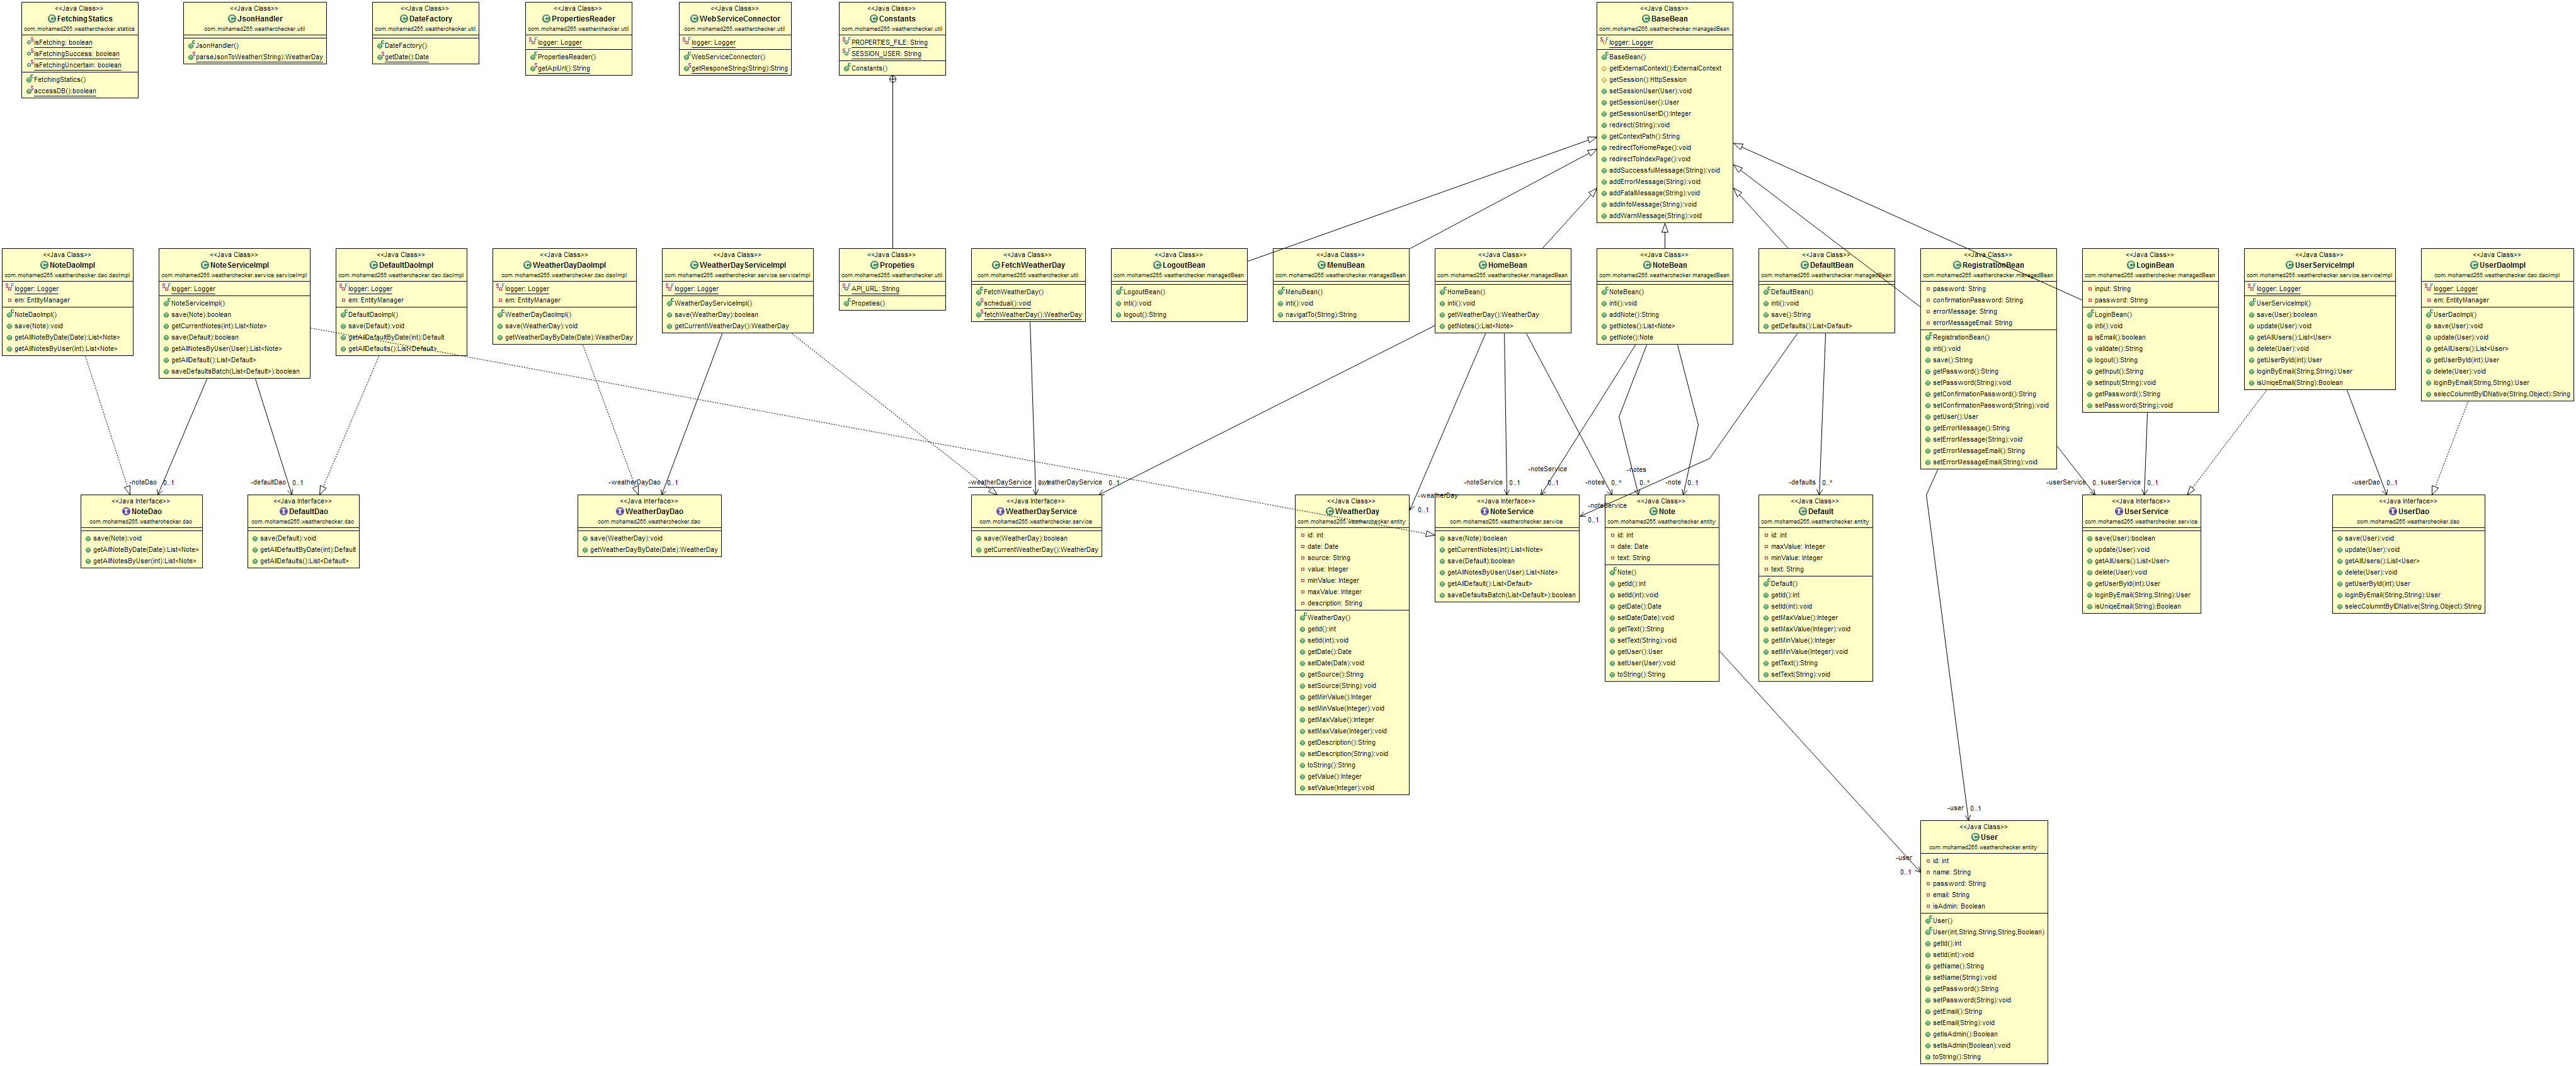 <<Java Class>>
FetchingStatics
com.mohamed265.weatherchecker.statics
isFetching: boolean
isFetchingSuccess: boolean
isFetchingUncertain: boolean
FetchingStatics()
accessDB():boolean
<<Java Class>>
JsonHandler
com.mohamed265.weatherchecker.util
JsonHandler()
parseJsonToWeather(String):WeatherDay
<<Java Class>>
DateFactory
com.mohamed265.weatherchecker.util
DateFactory()
getDate():Date
<<Java Class>>
PropertiesReader
com.mohamed265.weatherchecker.util
logger: Logger
PropertiesReader()
getApiUrl():String
<<Java Class>>
WebServiceConnector
com.mohamed265.weatherchecker.util
logger: Logger
WebServiceConnector()
getResponeString(String):String
<<Java Class>>
Constants
com.mohamed265.weatherchecker.util
PROPERTIES_FILE: String
SESSION_USER: String
Constants()
<<Java Class>>
BaseBean
com.mohamed265.weatherchecker.managedBean
logger: Logger
BaseBean()
getExternalContext():ExternalContext
getSession():HttpSession
setSessionUser(User):void
getSessionUser():User
getSessionUserID():Integer
redirect(String):void
getContextPath():String
redirectToHomePage():void
redirectToIndexPage():void
addSuccessfulMessage(String):void
addErrorMessage(String):void
addFatalMessage(String):void
addInfoMessage(String):void
addWarnMessage(String):void
<<Java Class>>
NoteDaoImpl
com.mohamed265.weatherchecker.dao.daoImpl
logger: Logger
em: EntityManager
NoteDaoImpl()
save(Note):void
getAllNoteByDate(Date):List<Note>
getAllNotesByUser(int):List<Note>
<<Java Class>>
NoteServiceImpl
com.mohamed265.weatherchecker.service.serviceImpl
logger: Logger
NoteServiceImpl()
save(Note):boolean
getCurrentNotes(int):List<Note>
save(Default):boolean
getAllNotesByUser(User):List<Note>
getAllDefault():List<Default>
saveDefaultsBatch(List<Default>):boolean
<<Java Class>>
DefaultDaoImpl
com.mohamed265.weatherchecker.dao.daoImpl
logger: Logger
em: EntityManager
DefaultDaoImpl()
save(Default):void
getAllDefaultByDate(int):Default
getAllDefaults():List<Default>
<<Java Class>>
WeatherDayDaoImpl
com.mohamed265.weatherchecker.dao.daoImpl
logger: Logger
em: EntityManager
WeatherDayDaoImpl()
save(WeatherDay):void
getWeatherDayByDate(Date):WeatherDay
<<Java Class>>
WeatherDayServiceImpl
com.mohamed265.weatherchecker.service.serviceImpl
logger: Logger
WeatherDayServiceImpl()
save(WeatherDay):boolean
getCurrentWeatherDay():WeatherDay
<<Java Class>>
Propeties
com.mohamed265.weatherchecker.util
API_URL: String
Propeties()
<<Java Class>>
FetchWeatherDay
com.mohamed265.weatherchecker.util
FetchWeatherDay()
schedual():void
fetchWeatherDay():WeatherDay
<<Java Class>>
LogoutBean
com.mohamed265.weatherchecker.managedBean
LogoutBean()
inti():void
logout():String
<<Java Class>>
MenuBean
com.mohamed265.weatherchecker.managedBean
MenuBean()
inti():void
navigatTo(String):String
<<Java Class>>
HomeBean
com.mohamed265.weatherchecker.managedBean
HomeBean()
inti():void
getWeatherDay():WeatherDay
getNotes():List<Note>
<<Java Class>>
NoteBean
com.mohamed265.weatherchecker.managedBean
NoteBean()
inti():void
addNote():String
getNotes():List<Note>
getNote():Note
<<Java Class>>
DefaultBean
com.mohamed265.weatherchecker.managedBean
DefaultBean()
inti():void
save():String
getDefaults():List<Default>
<<Java Class>>
RegistrationBean
com.mohamed265.weatherchecker.managedBean
password: String
confirmationPassword: String
errorMessage: String
errorMessageEmail: String
RegistrationBean()
inti():void
save():String
getPassword():String
setPassword(String):void
getConfirmationPassword():String
setConfirmationPassword(String):void
getUser():User
getErrorMessage():String
setErrorMessage(String):void
getErrorMessageEmail():String
setErrorMessageEmail(String):void
<<Java Class>>
LoginBean
com.mohamed265.weatherchecker.managedBean
input: String
password: String
LoginBean()
inti():void
isEmail():boolean
validate():String
logout():String
getInput():String
setInput(String):void
getPassword():String
setPassword(String):void
<<Java Class>>
UserServiceImpl
com.mohamed265.weatherchecker.service.serviceImpl
logger: Logger
UserServiceImpl()
save(User):boolean
update(User):void
getAllUsers():List<User>
delete(User):void
getUserById(int):User
loginByEmail(String,String):User
isUniqeEmail(String):Boolean
<<Java Class>>
UserDaoImpl
com.mohamed265.weatherchecker.dao.daoImpl
logger: Logger
em: EntityManager
UserDaoImpl()
save(User):void
update(User):void
getAllUsers():List<User>
getUserById(int):User
delete(User):void
loginByEmail(String,String):User
selecColumntByIDNative(String,Object):String
-noteDao 0..1
-defaultDao 0..1
-weatherDayDao 0..1
-weatherDayService
-weatherDayService 0..1
-weatherDay
0..1
-noteService 0..1
-noteService 0..1
-notes 0..*
-notes 0..*
-note 0..1
-noteService
0..1
-defaults 0..*
-userService 0..1
-userService 0..1
-userDao 0..1
<<Java Interface>>
NoteDao
com.mohamed265.weatherchecker.dao
save(Note):void
getAllNoteByDate(Date):List<Note>
getAllNotesByUser(int):List<Note>
<<Java Interface>>
DefaultDao
com.mohamed265.weatherchecker.dao
save(Default):void
getAllDefaultByDate(int):Default
getAllDefaults():List<Default>
<<Java Interface>>
WeatherDayDao
com.mohamed265.weatherchecker.dao
save(WeatherDay):void
getWeatherDayByDate(Date):WeatherDay
<<Java Interface>>
WeatherDayService
com.mohamed265.weatherchecker.service
save(WeatherDay):boolean
getCurrentWeatherDay():WeatherDay
<<Java Class>>
WeatherDay
com.mohamed265.weatherchecker.entity
id: int
date: Date
source: String
value: Integer
minValue: Integer
maxValue: Integer
description: String
WeatherDay()
getId():int
setId(int):void
getDate():Date
setDate(Date):void
getSource():String
setSource(String):void
getMinValue():Integer
setMinValue(Integer):void
getMaxValue():Integer
setMaxValue(Integer):void
getDescription():String
setDescription(String):void
toString():String
getValue():Integer
setValue(Integer):void
<<Java Interface>>
NoteService
com.mohamed265.weatherchecker.service
save(Note):boolean
getCurrentNotes(int):List<Note>
save(Default):boolean
getAllNotesByUser(User):List<Note>
getAllDefault():List<Default>
saveDefaultsBatch(List<Default>):boolean
<<Java Class>>
Note
com.mohamed265.weatherchecker.entity
id: int
date: Date
text: String
Note()
getId():int
setId(int):void
getDate():Date
setDate(Date):void
getText():String
setText(String):void
getUser():User
setUser(User):void
toString():String
<<Java Class>>
Default
com.mohamed265.weatherchecker.entity
id: int
maxValue: Integer
minValue: Integer
text: String
Default()
getId():int
setId(int):void
getMaxValue():Integer
setMaxValue(Integer):void
getMinValue():Integer
setMinValue(Integer):void
getText():String
setText(String):void
<<Java Interface>>
UserService
com.mohamed265.weatherchecker.service
save(User):boolean
update(User):void
getAllUsers():List<User>
delete(User):void
getUserById(int):User
loginByEmail(String,String):User
isUniqeEmail(String):Boolean
<<Java Interface>>
UserDao
com.mohamed265.weatherchecker.dao
save(User):void
update(User):void
getAllUsers():List<User>
delete(User):void
getUserById(int):User
loginByEmail(String,String):User
selecColumntByIDNative(String,Object):String
-user 0..1
-user
0..1
<<Java Class>>
User
com.mohamed265.weatherchecker.entity
id: int
name: String
password: String
email: String
isAdmin: Boolean
User()
User(int,String,String,String,Boolean)
getId():int
setId(int):void
getName():String
setName(String):void
getPassword():String
setPassword(String):void
getEmail():String
setEmail(String):void
getIsAdmin():Boolean
setIsAdmin(Boolean):void
toString():String